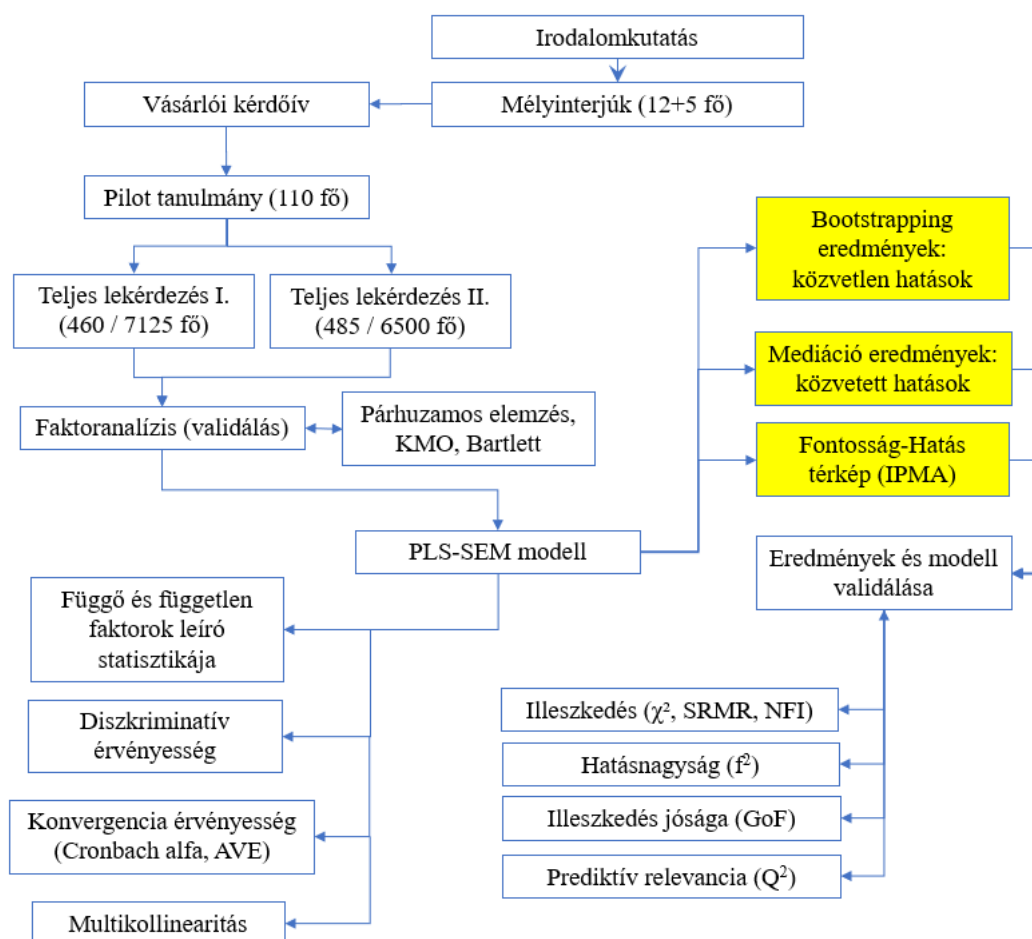 Irodalomkutatás
Vásárlói kérdőív
Mélyinterjúk (12+5 fő)
Pilot tanulmány (110 fő)
Teljes lekérdezés I.
(460 / 7125 fő)
Teljes lekérdezés II.
(485 / 6500 fő)
Faktoranalízis (validálás)
Párhuzamos elemzés,
KMO, Bartlett
Bootstrapping
eredmények:
közvetlen hatások
Mediáció eredmények:
közvetett hatások
Fontosság-Hatás
térkép (IPMA)
PLS-SEM modell
Eredmények és modell
validálása
Függő és független
faktorok leíró
statisztikája
Diszkriminatív
érvényesség
Konvergencia érvényesség
(Cronbach alfa, AVE)
Multikollinearitás
Illeszkedés (χ², SRMR, NFI)
Hatásnagyság (f²)
Illeszkedés jósága (GoF)
Prediktív relevancia (Q²)